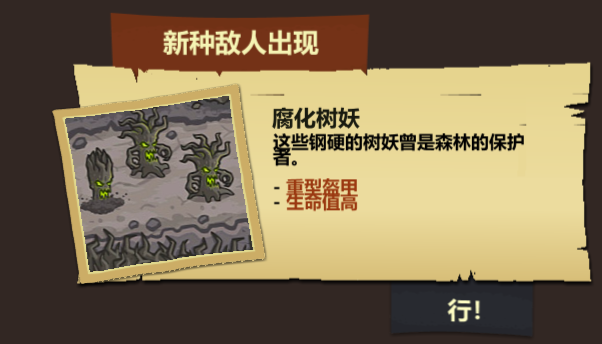 新种敌人出现
腐化树妖
这些钢硬的树妖曾是森林的保护
者。
- 重型盔甲
- 生命值高
行!